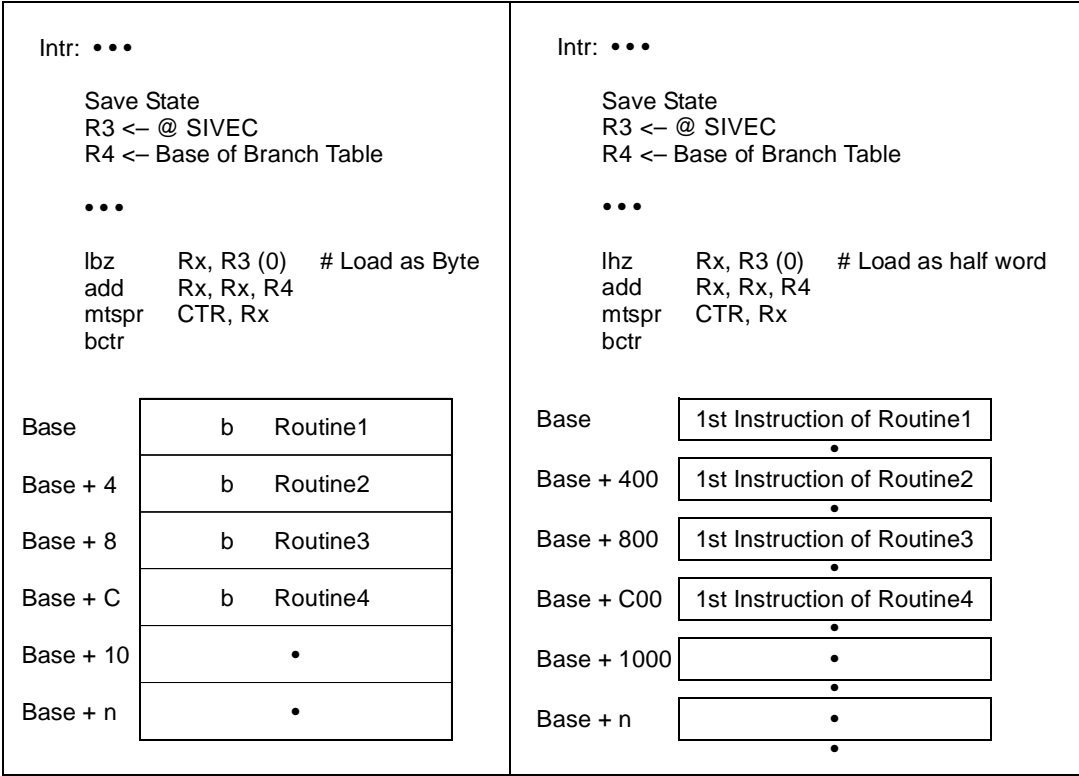 Intr: •••
Save State
R3 <– @ SIVEC
R4 <– Base of Branch Table
•••
lbz Rx, R3 (0) # Load as Byte
add Rx, Rx, R4
mtspr CTR, Rx
bctr
Base b Routine1
Base + 4 b Routine2
Base + 8 b Routine3
Base + C b Routine4
Base + 10 •
Base + n •
Intr: •••
Save State
R3 <– @ SIVEC
R4 <– Base of Branch Table
•••
lhz Rx, R3 (0) # Load as half word
add Rx, Rx, R4
mtspr CTR, Rx
bctr
Base 1st Instruction of Routine1
•
Base + 400 1st Instruction of Routine2
•
Base + 800 1st Instruction of Routine3
•
Base + C00 1st Instruction of Routine4
•
Base + 1000 •
•
Base + n •
•